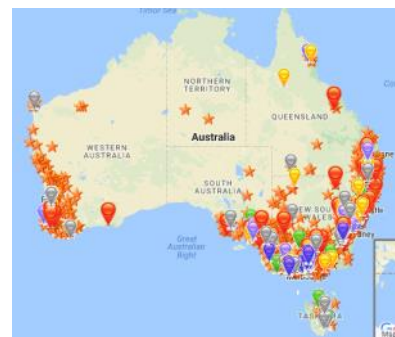 NORTHERN
TERRITORY
QUEENSLAND
Australia
WESTERN
AUSTRALIA
SOUTH
AUSTRALIA
NEW SOUTH
WALES
Great
Australian
Bight